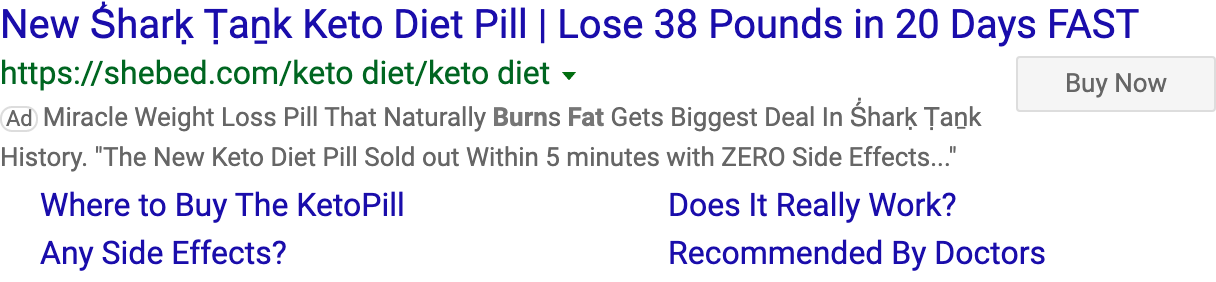 New Śharḳ Ṭaṉk Keto Diet Pill | Lose 38 Pounds in 20 Days FAST
https://shebed.com/keto diet/keto diet
Buy Now
Ad Miracle Weight Loss Pill That Naturally Burns Fat Gets Biggest Deal In Śharḳ Ṭaṉk
History. "The New Keto Diet Pill Sold out Within 5 minutes with ZERO Side Effects..."
Where to Buy The KetoPill
Does It Really Work?
Any Side Effects?
Recommended By Doctors